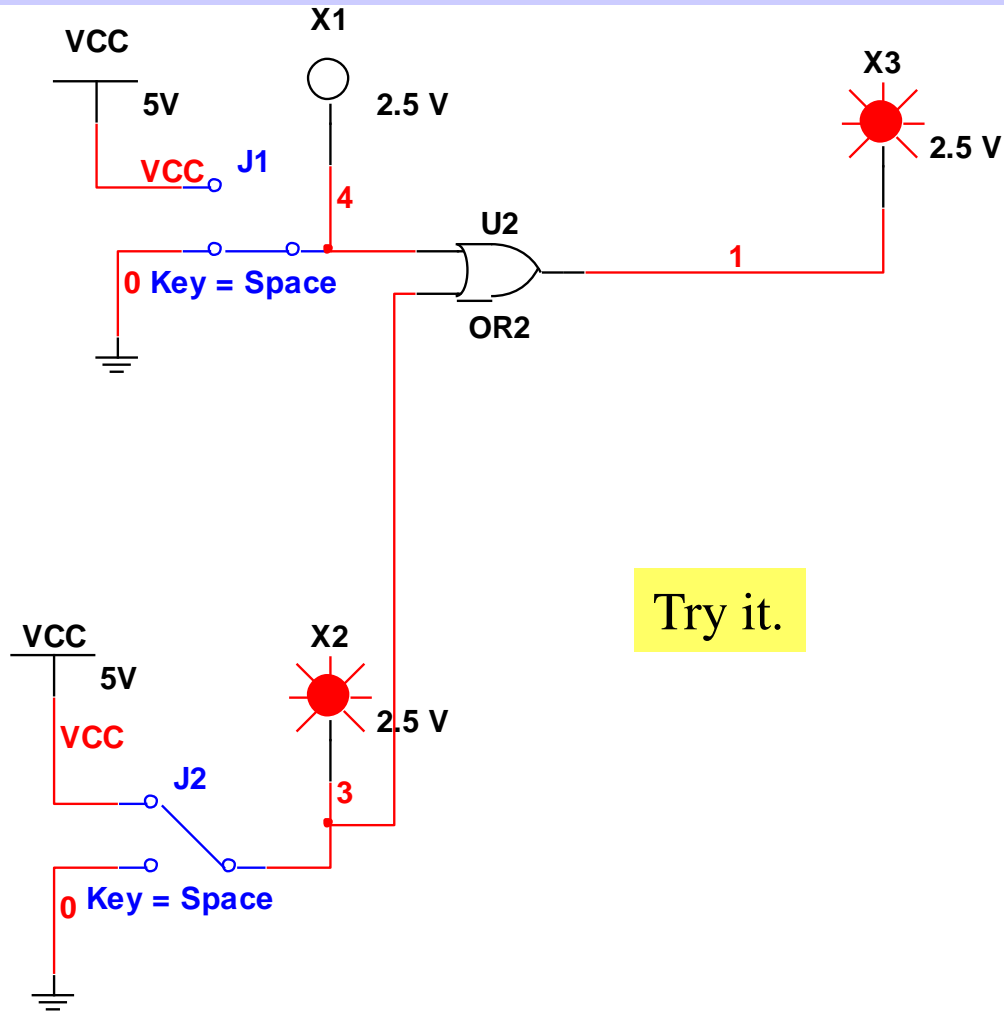 X1
VCC
X3
5V
2.5 V
2.5 V
VCC
J1
4
U2
0 Key = Space
1
OR2
Try it.
VCC
X2
5V
2.5 V
VCC
J2
3
0 Key = Space